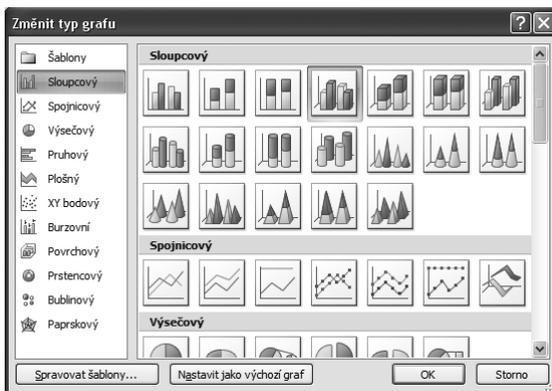 Změnit typ grafu
Šablony
Sloupcový
Spojnicový
Výsečový
Pruhový
Plošný
XY bodový
Burzovní
Povrchový
Prstencový
Bublinový
Paprskový
Sloupcový
Spojnicový
Výsečový
Spravovat šablony...
Nastavit jako výchozí graf
OK
Storno